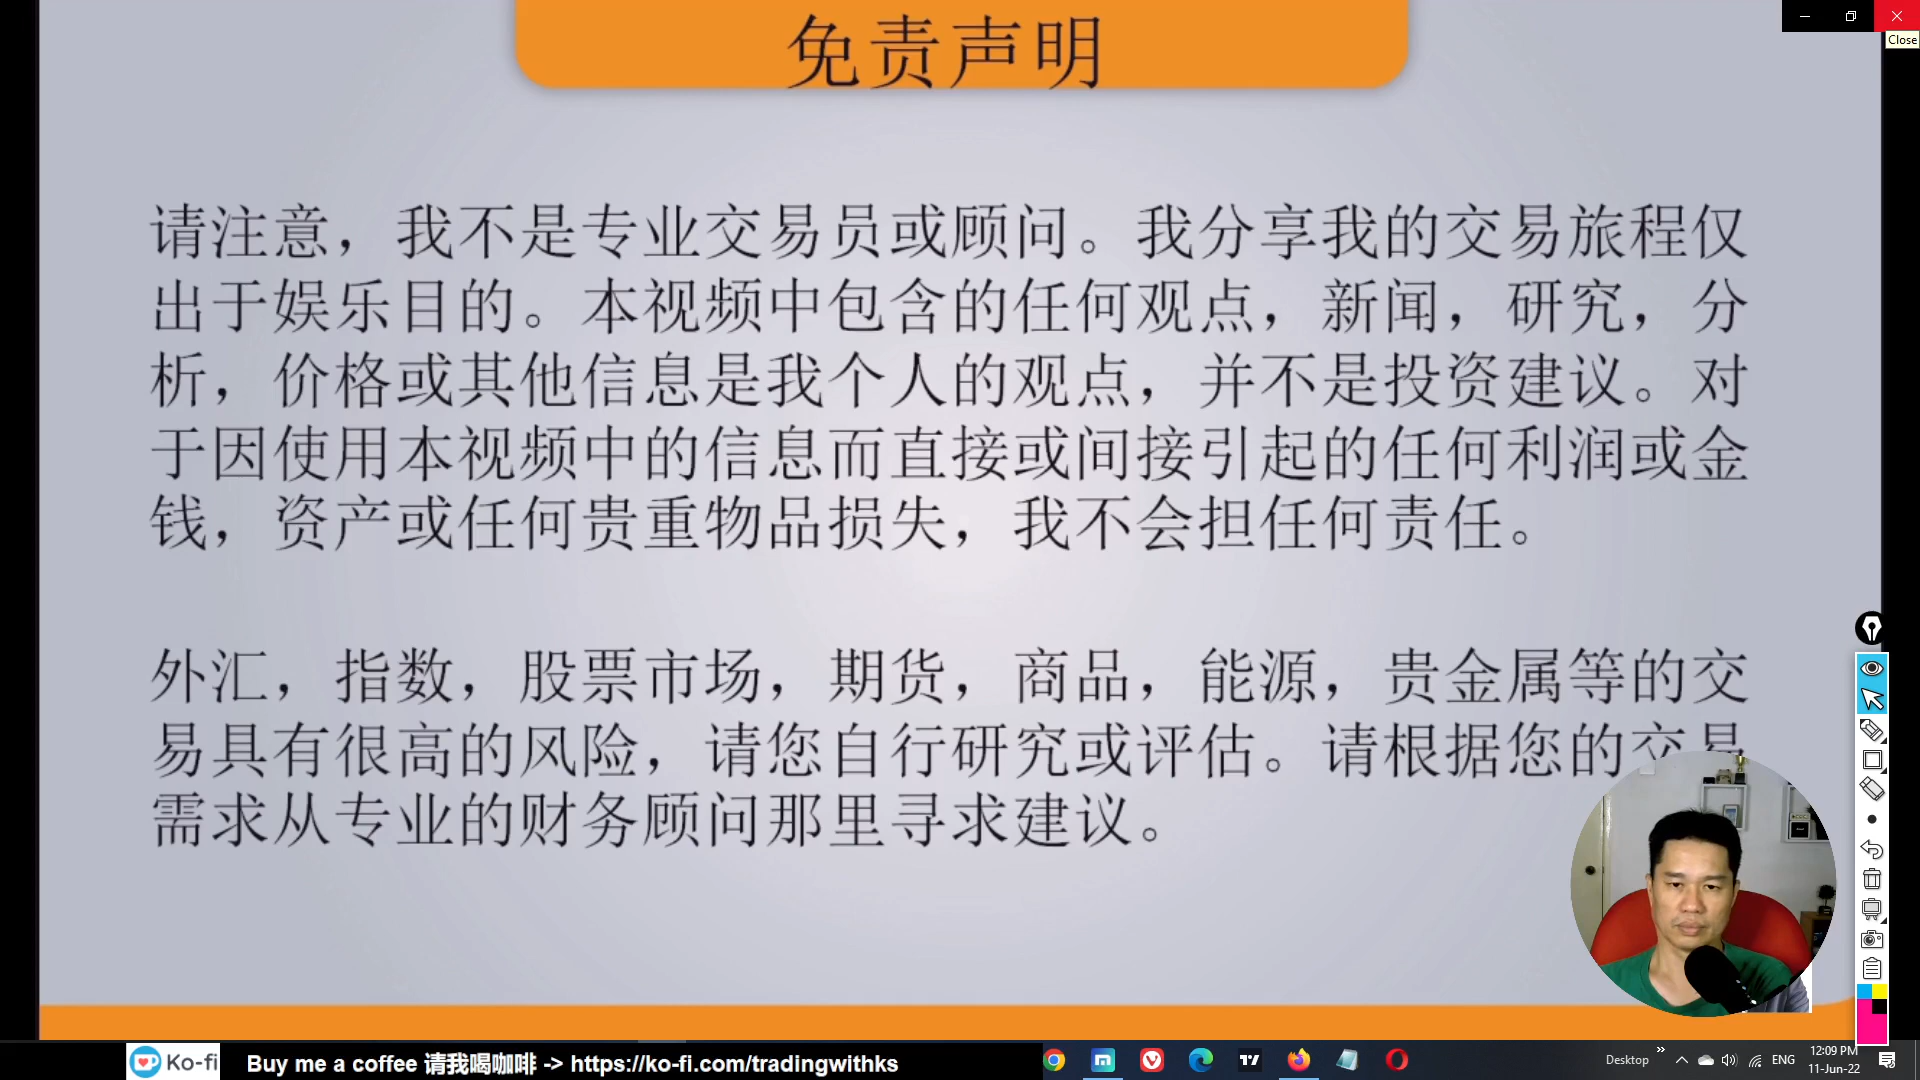 免责声明
Close
请注意，我不是专业交易员或顾问。我分享我的交易旅程仅
出于娱乐目的。本视频中包含的任何观点，新闻，研究，分
析，价格或其他信息是我个人的观点，并不是投资建议。对
于因使用本视频中的信息而直接或间接引起的任何利润或金
钱，资产或任何贵重物品损失，我不会担任何责任。
外汇，指数，股票市场，期货，商品，能源，贵金属等的交
易具有很高的风险，请您自行研究或评估。请根据您的交易
需求从专业的财务顾问那里寻求建议。
Ko-fi Buy me a coffee 请我喝咖啡 -> https://ko-fi.com/tradingwithks
Desktop ENG 12:09 PM
11-Jun-22